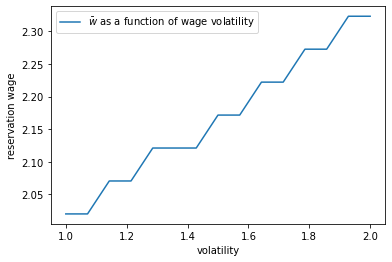 w̄ as a function of wage volatility
reservation wage
2.30
2.25
2.20
2.15
2.10
2.05
1.0 1.2 1.4 1.6 1.8 2.0
volatility